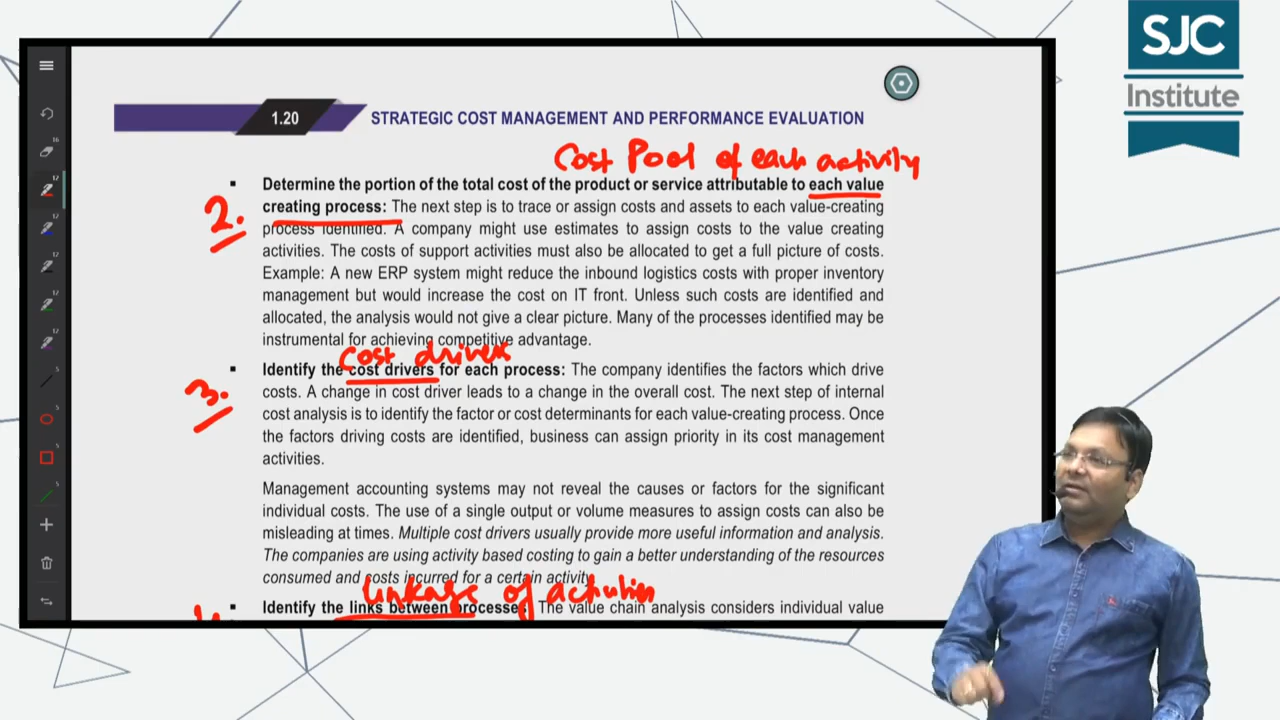 SJC
Institute
1.20 STRATEGIC COST MANAGEMENT AND PERFORMANCE EVALUATION
Cost Pool of each activity
▪ Determine the portion of the total cost of the product or service attributable to each value
2. creating process: The next step is to trace or assign costs and assets to each value-creating
process identified. A company might use estimates to assign costs to the value creating
activities. The costs of support activities must also be allocated to get a full picture of costs.
Example: A new ERP system might reduce the inbound logistics costs with proper inventory
management but would increase the cost on IT front. Unless such costs are identified and
allocated, the analysis would not give a clear picture. Many of the processes identified may be
instrumental for achieving competitive advantage.
Cost drivers
▪ Identify the cost drivers for each process: The company identifies the factors which drive
3. costs. A change in cost driver leads to a change in the overall cost. The next step of internal
cost analysis is to identify the factor or cost determinants for each value-creating process. Once
the factors driving costs are identified, business can assign priority in its cost management
activities.
Management accounting systems may not reveal the causes or factors for the significant
individual costs. The use of a single output or volume measures to assign costs can also be
misleading at times. Multiple cost drivers usually provide more useful information and analysis.
The companies are using activity based costing to gain a better understanding of the resources
consumed and costs incurred for a certain activity.
linkage of activities
▪ Identify the links between processes: The value chain analysis considers individual value